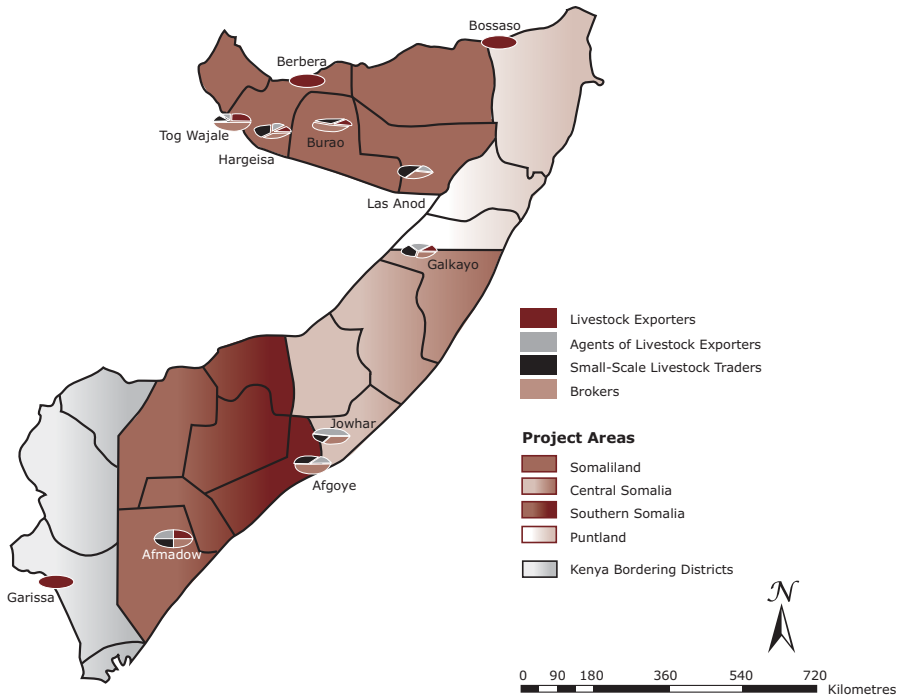 Bossaso
Berbera
Tog Wajale
Hargeisa
Burao
Las Anod
Galkayo
Livestock Exporters
Agents of Livestock Exporters
Small-Scale Livestock Traders
Brokers
Jowhar
Project Areas
Somaliland
Afgoye
Central Somalia
Southern Somalia
Puntland
Afmadow
Kenya Bordering Districts
Garissa
N
0 90 180 360 540 720
Kilometres